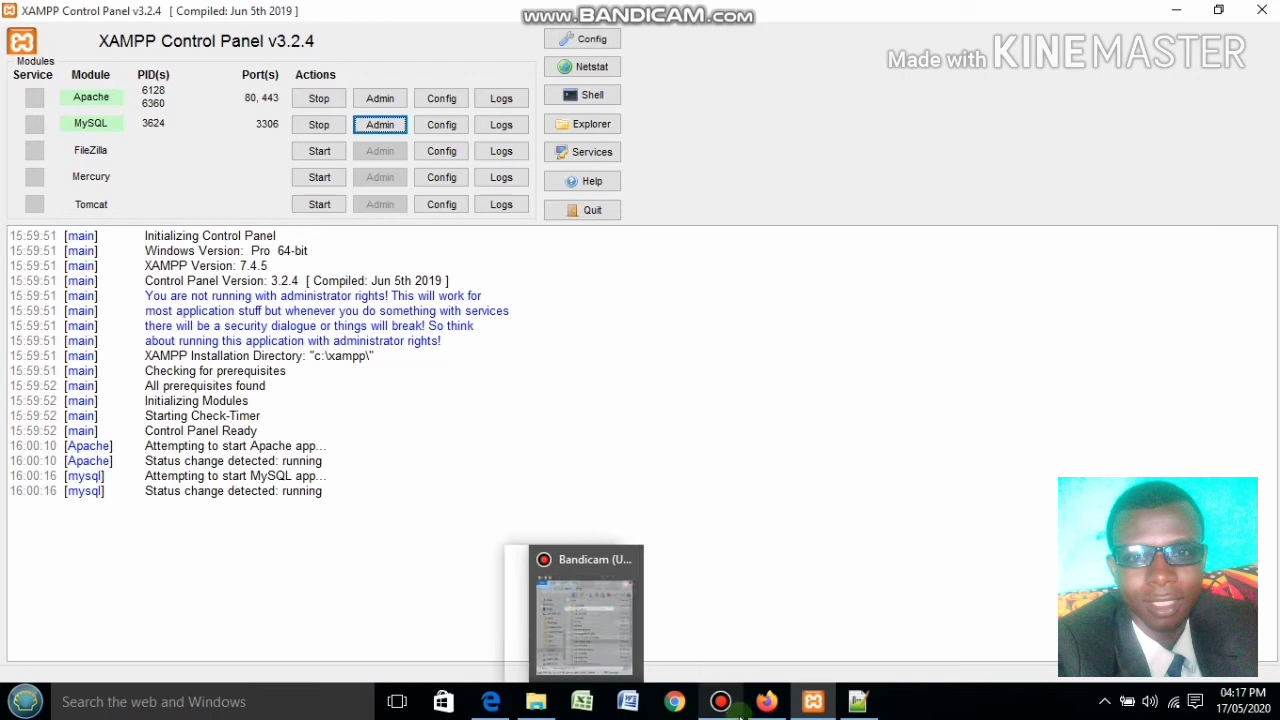 XAMPP Control Panel v3.2.4 [ Compiled: Jun 5th 2019 ]
www.BANDICAM.com
XAMPP Control Panel v3.2.4
Config
Made with KINEMASTER
Modules
Service Module PID(s) Port(s) Actions
Netstat
Apache 6128 6360 80, 443 Stop Admin Config Logs
Shell
MySQL 3624 3306 Stop Admin Config Logs
Explorer
FileZilla Start Admin Config Logs
Services
Mercury Start Admin Config Logs
Help
Tomcat Start Admin Config Logs
Quit
15:59:51 [main] Initializing Control Panel
15:59:51 [main] Windows Version: Pro 64-bit
15:59:51 [main] XAMPP Version: 7.4.5
15:59:51 [main] Control Panel Version: 3.2.4 [ Compiled: Jun 5th 2019 ]
15:59:51 [main] You are not running with administrator rights! This will work for
15:59:51 [main] most application stuff but whenever you do something with services
15:59:51 [main] there will be a security dialogue or things will break! So think
15:59:51 [main] about running this application with administrator rights!
15:59:51 [main] XAMPP Installation Directory: "c:\xampp\"
15:59:51 [main] Checking for prerequisites
15:59:52 [main] All prerequisites found
15:59:52 [main] Initializing Modules
15:59:52 [main] Starting Check-Timer
15:59:52 [main] Control Panel Ready
16:00:10 [Apache] Attempting to start Apache app...
16:00:10 [Apache] Status change detected: running
16:00:16 [mysql] Attempting to start MySQL app...
16:00:16 [mysql] Status change detected: running
Bandicam (U...
Search the web and Windows
04:17 PM
17/05/2020